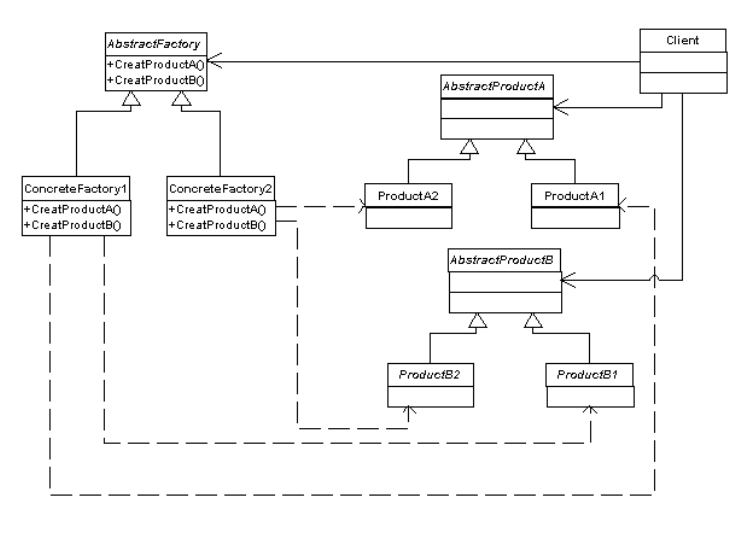 AbstractFactory
+CreatProductA()
+CreatProductB()
Client
AbstractProductA
ConcreteFactory1
+CreatProductA()
+CreatProductB()
ConcreteFactory2
+CreatProductA()
+CreatProductB()
ProductA2
ProductA1
AbstractProductB
ProductB2
ProductB1